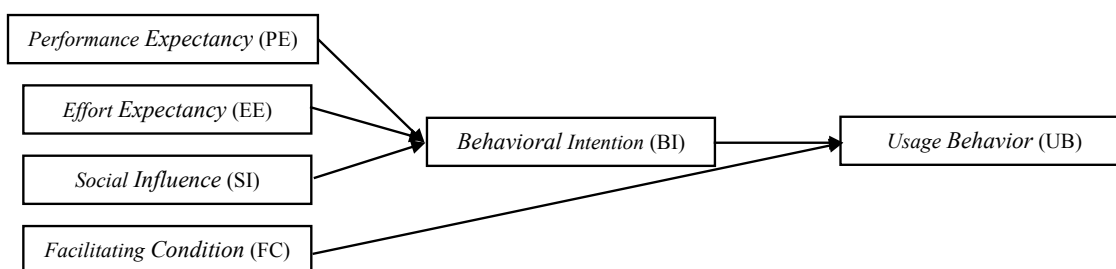 Performance Expectancy (PE)
Effort Expectancy (EE)
Social Influence (SI)
Facilitating Condition (FC)
Behavioral Intention (BI)
Usage Behavior (UB)